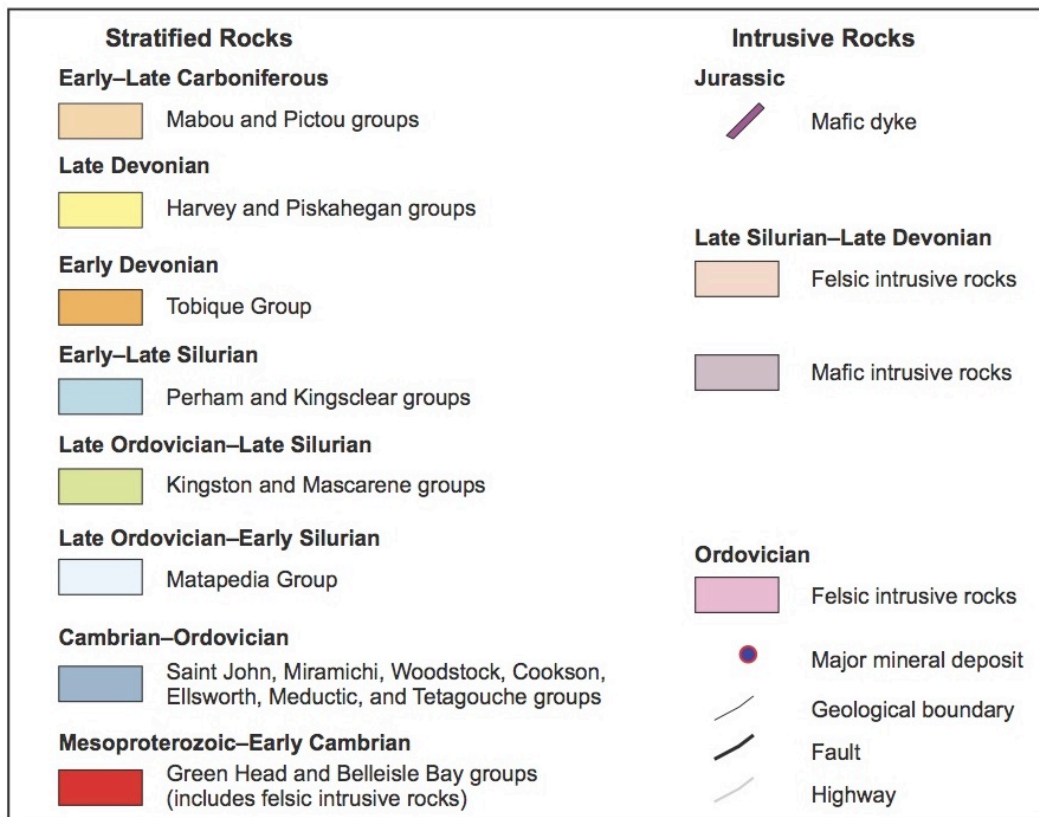 Stratified Rocks
Early–Late Carboniferous
Mabou and Pictou groups
Late Devonian
Harvey and Piskahegan groups
Early Devonian
Tobique Group
Early–Late Silurian
Perham and Kingsclear groups
Late Ordovician–Late Silurian
Kingston and Mascarene groups
Late Ordovician–Early Silurian
Matapedia Group
Cambrian–Ordovician
Saint John, Miramichi, Woodstock, Cookson,
Ellsworth, Meductic, and Tetagouche groups
Mesoproterozoic–Early Cambrian
Green Head and Belleisle Bay groups
(includes felsic intrusive rocks)
Intrusive Rocks
Jurassic
Mafic dyke
Late Silurian–Late Devonian
Felsic intrusive rocks
Mafic intrusive rocks
Ordovician
Felsic intrusive rocks
Major mineral deposit
Geological boundary
Fault
Highway